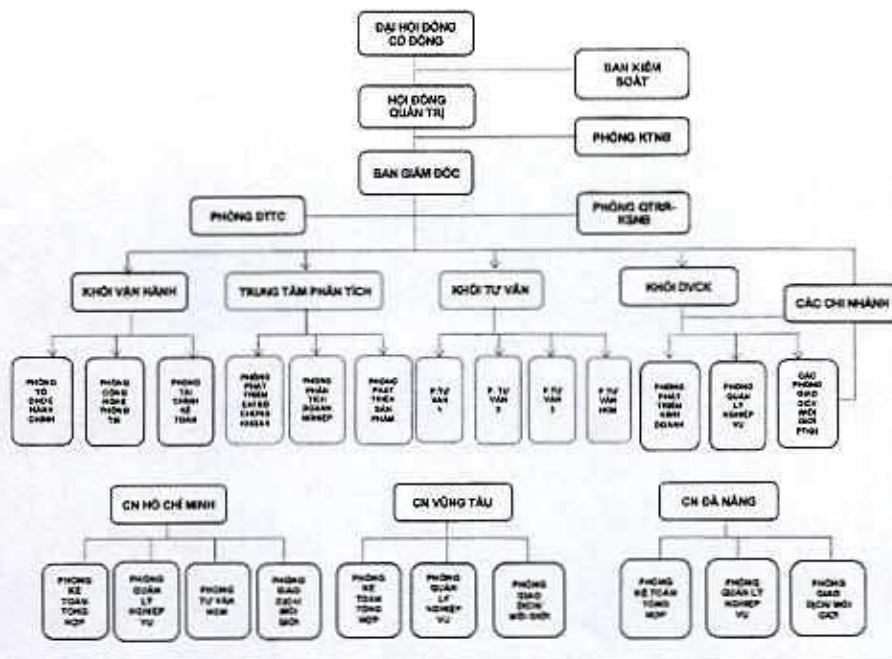 ĐẠI HỘI ĐỒNG
CỔ ĐÔNG
BAN KIỂM
SOÁT
HỘI ĐỒNG
QUẢN TRỊ
PHÒNG KTNB
BAN GIÁM ĐỐC
PHÒNG ĐTTC
PHÒNG QTRR-
KSNB
KHỐI VẬN HÀNH
TRUNG TÂM PHÂN TÍCH
KHỐI TƯ VẤN
KHỐI DVCK
CÁC CHI NHÁNH
PHÒNG
TỔ
CHỨC
HÀNH
CHÍNH
PHÒNG
CÔNG
NGHỆ
THÔNG
TIN
PHÒNG
TÀI
CHÍNH
KẾ
TOÁN
PHÒNG
PHÁT
TRIỂN
CHỨNG
KHOÁN
PHÒNG
PHÂN
TÍCH
DOANH
NGHIỆP
PHÒNG
PHÁT
TRIỂN
SẢN
PHẨM
P.TƯ
VẤN
1
P. TƯ
VẤN
2
P. TƯ
VẤN
3
P TƯ
VẤN
HCM
PHÒNG
PHÁT
TRIỂN
KINH
DOANH
PHÒNG
QUẢN
LÝ
NGHIỆP
VỤ
CÁC
PHÒNG
GIAO
DỊCH
MÔI
GIỚI
CN HỒ CHÍ MINH
CN VŨNG TÀU
CN ĐÀ NẴNG
PHÒNG
KẾ
TOÁN
TỔNG
HỢP
PHÒNG
QUẢN
LÝ
NGHIỆP
VỤ
PHÒNG
TƯ VẤN
HCM
PHÒNG
GIAO
DỊCH
MÔI
GIỚI
PHÒNG
KẾ
TOÁN
TỔNG
HỢP
PHÒNG
QUẢN
LÝ
NGHIỆP
VỤ
PHÒNG
GIAO
DỊCH
MÔI GIỚI
PHÒNG
KẾ TOÁN
TỔNG
HỢP
PHÒNG
QUẢN LÝ
NGHIỆP
VỤ
PHÒNG
GIAO
DỊCH MÔI
GIỚI